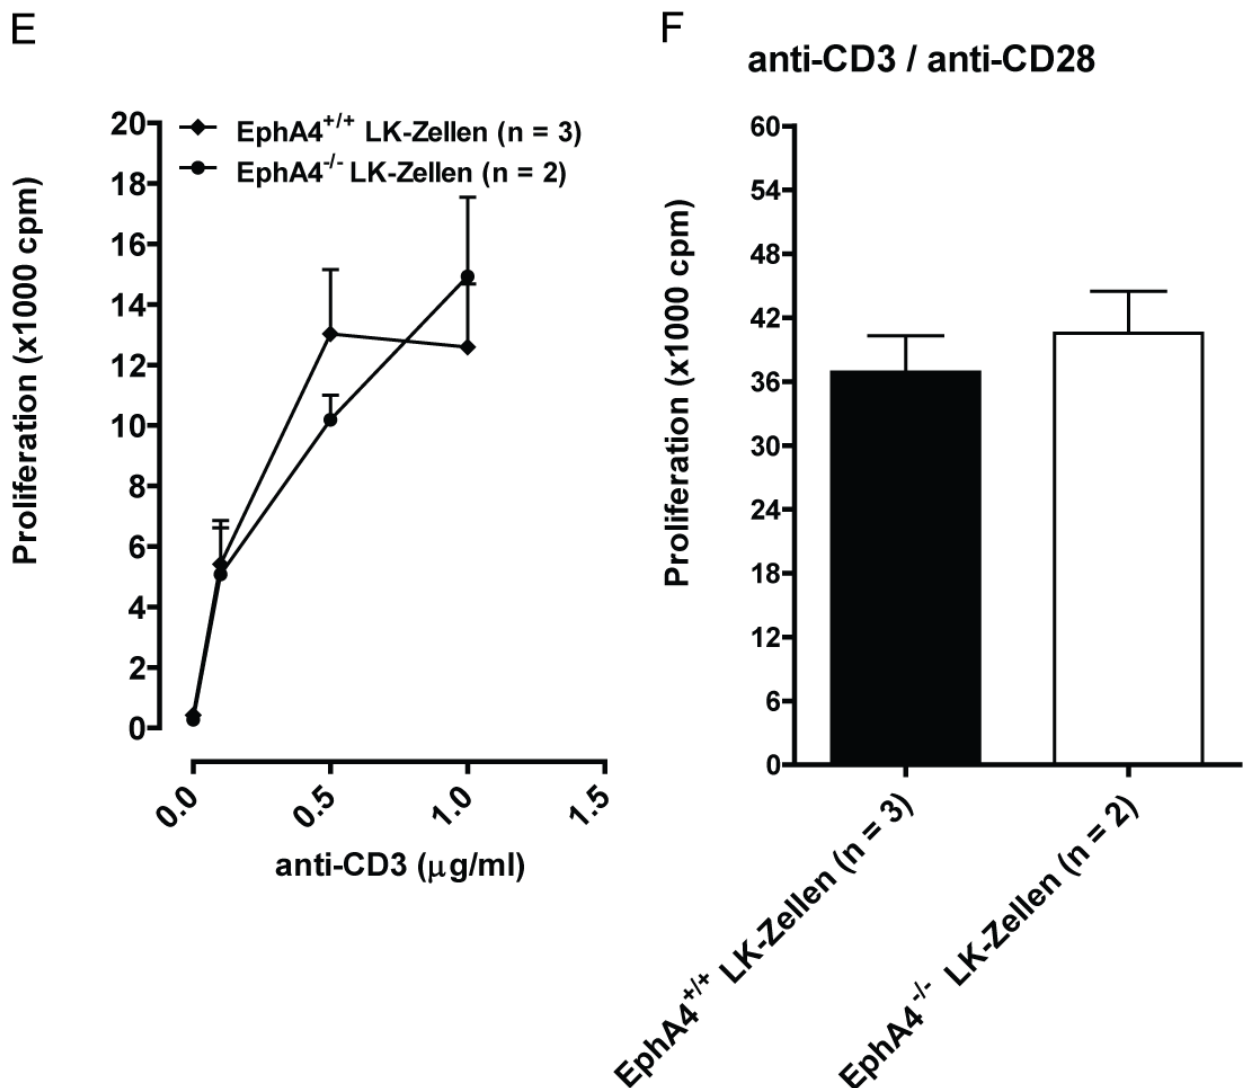 E
Proliferation (x1000 cpm)
20
18
16
14
12
10
8
6
4
2
0
EphA4+/+ LK-Zellen (n = 3)
EphA4-/- LK-Zellen (n = 2)
0.0
0.5
1.0
1.5
anti-CD3 (µg/ml)
F
anti-CD3 / anti-CD28
Proliferation (x1000 cpm)
60
54
48
42
36
30
24
18
12
6
0
EphA4+/+ LK-Zellen (n = 3)
EphA4-/- LK-Zellen (n = 2)